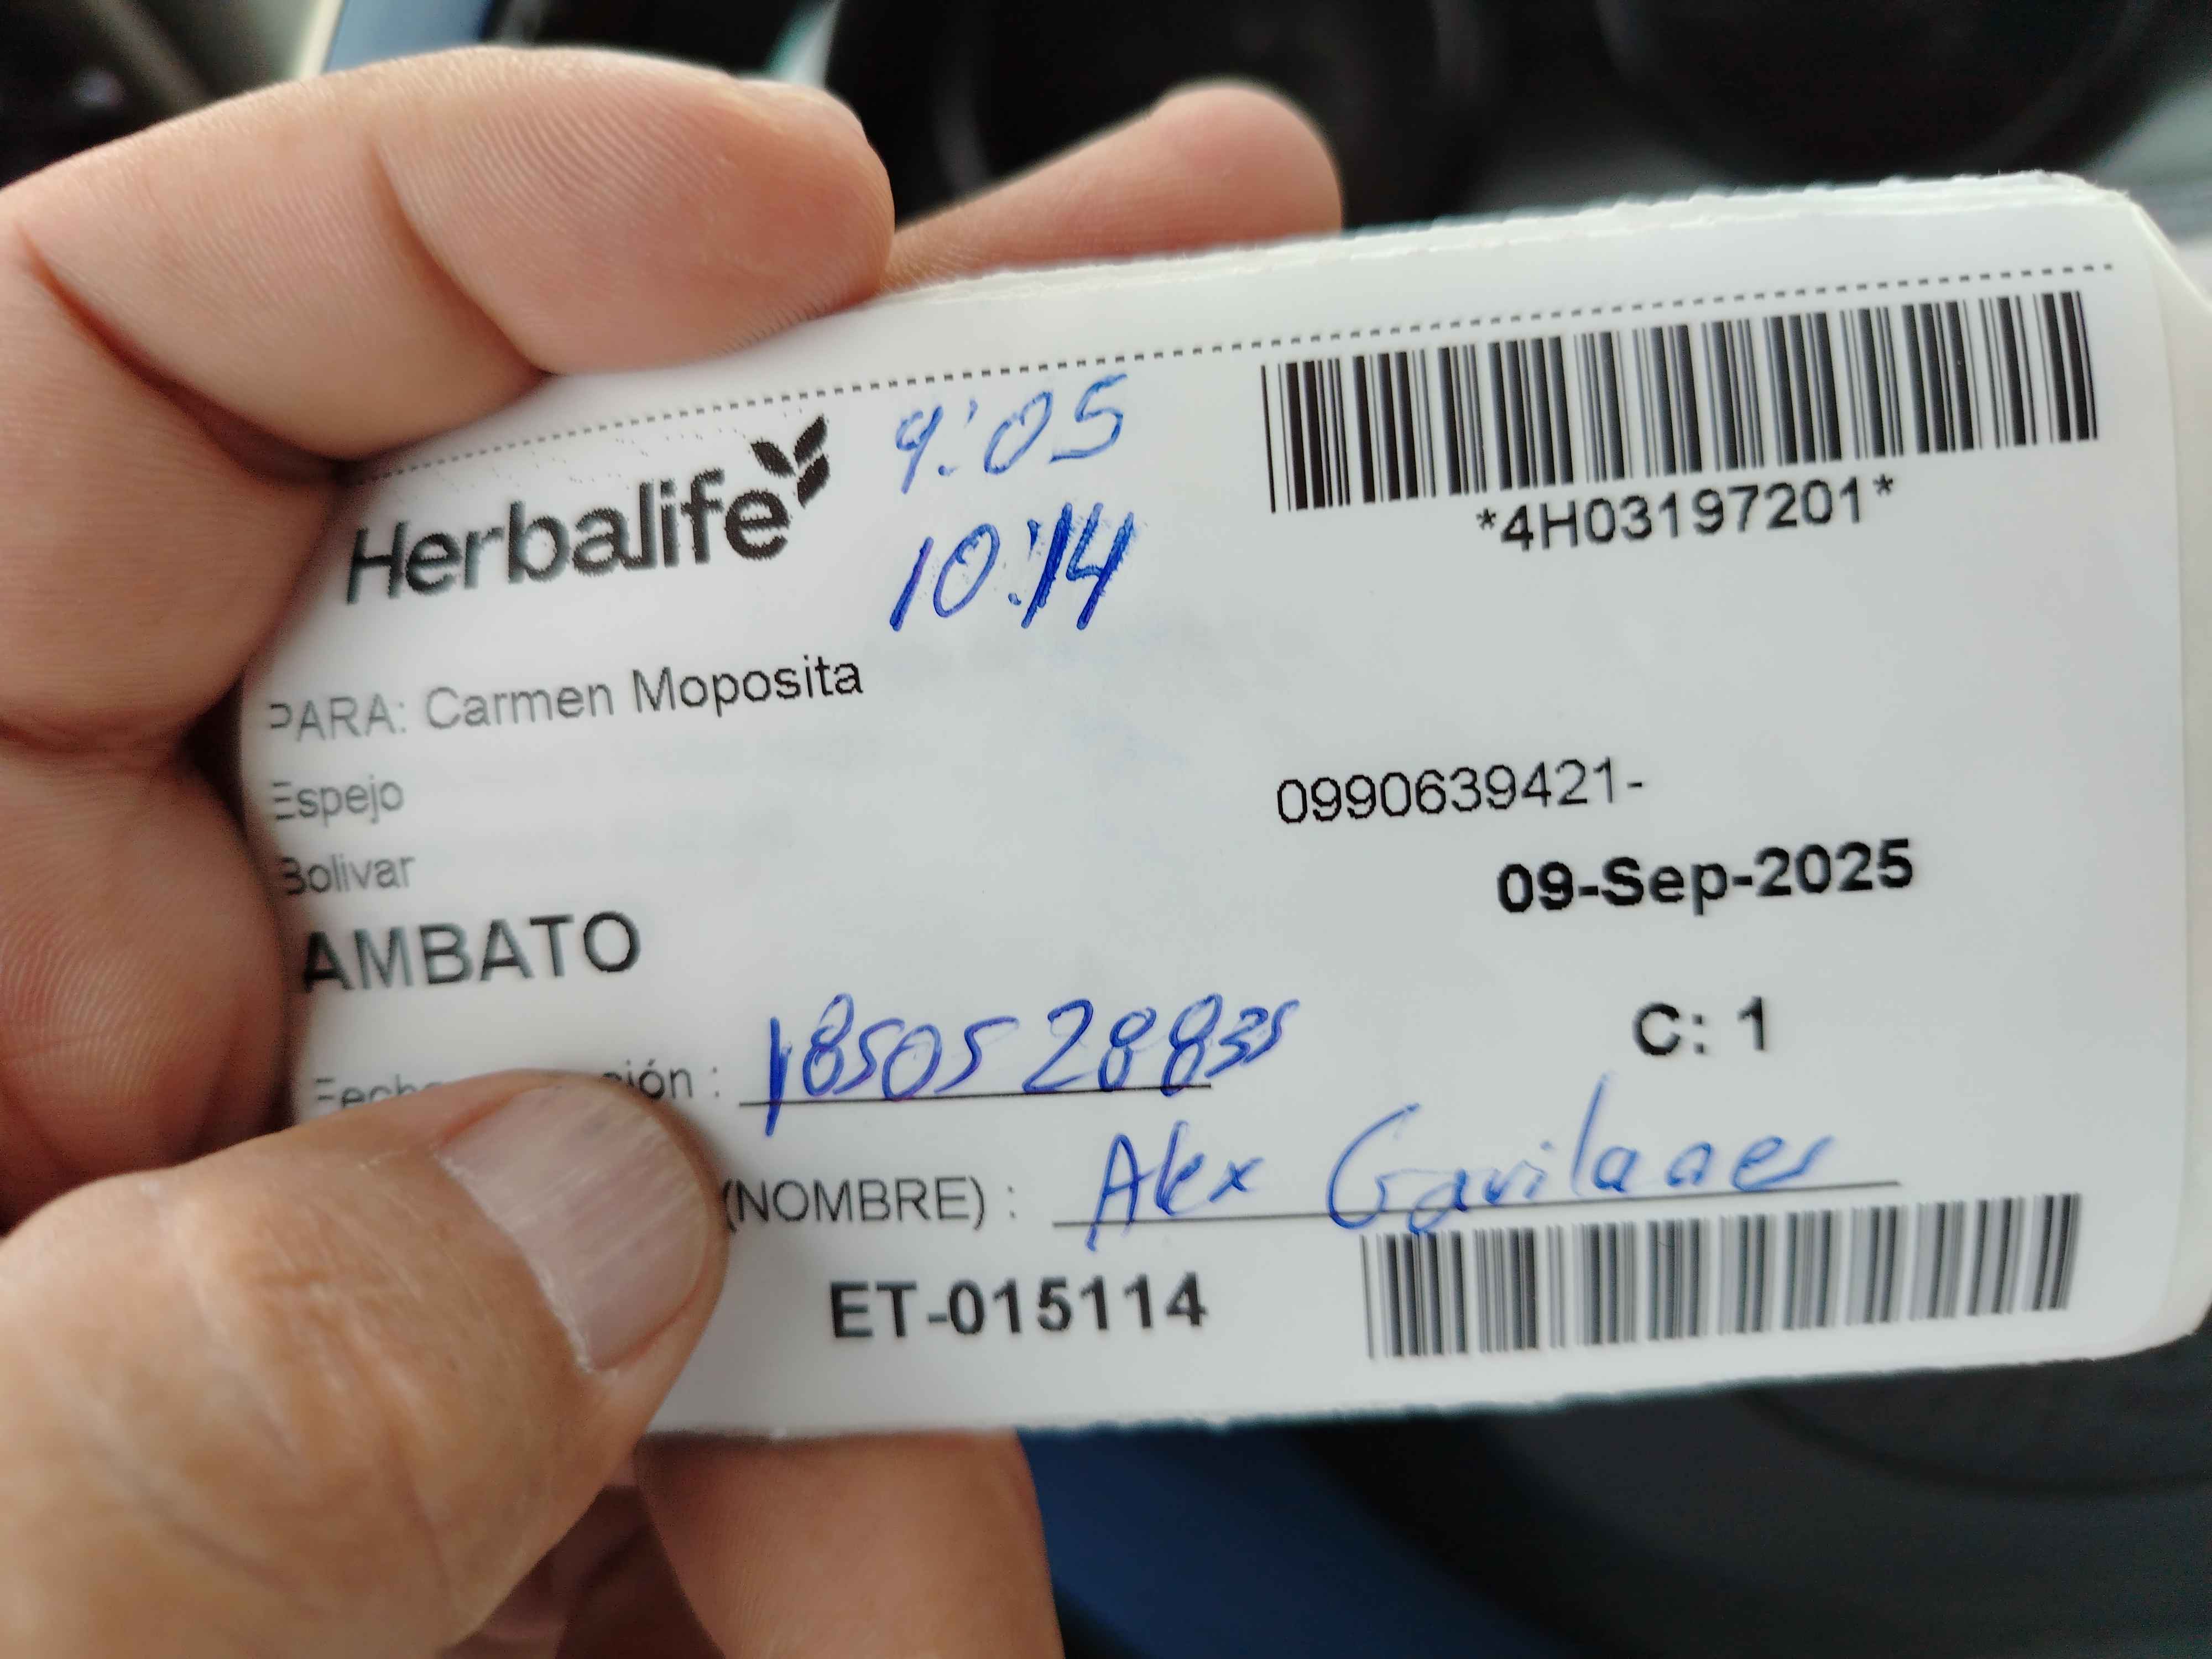 9:05
Herbalife
10:14
*4H03197201*
PARA: Carmen Moposita
Espejo
0990639421-
Bolivar
09-Sep-2025
AMBATO
C: 1
1850528835
(NOMBRE) : Alex Gavilanes
ET-015114